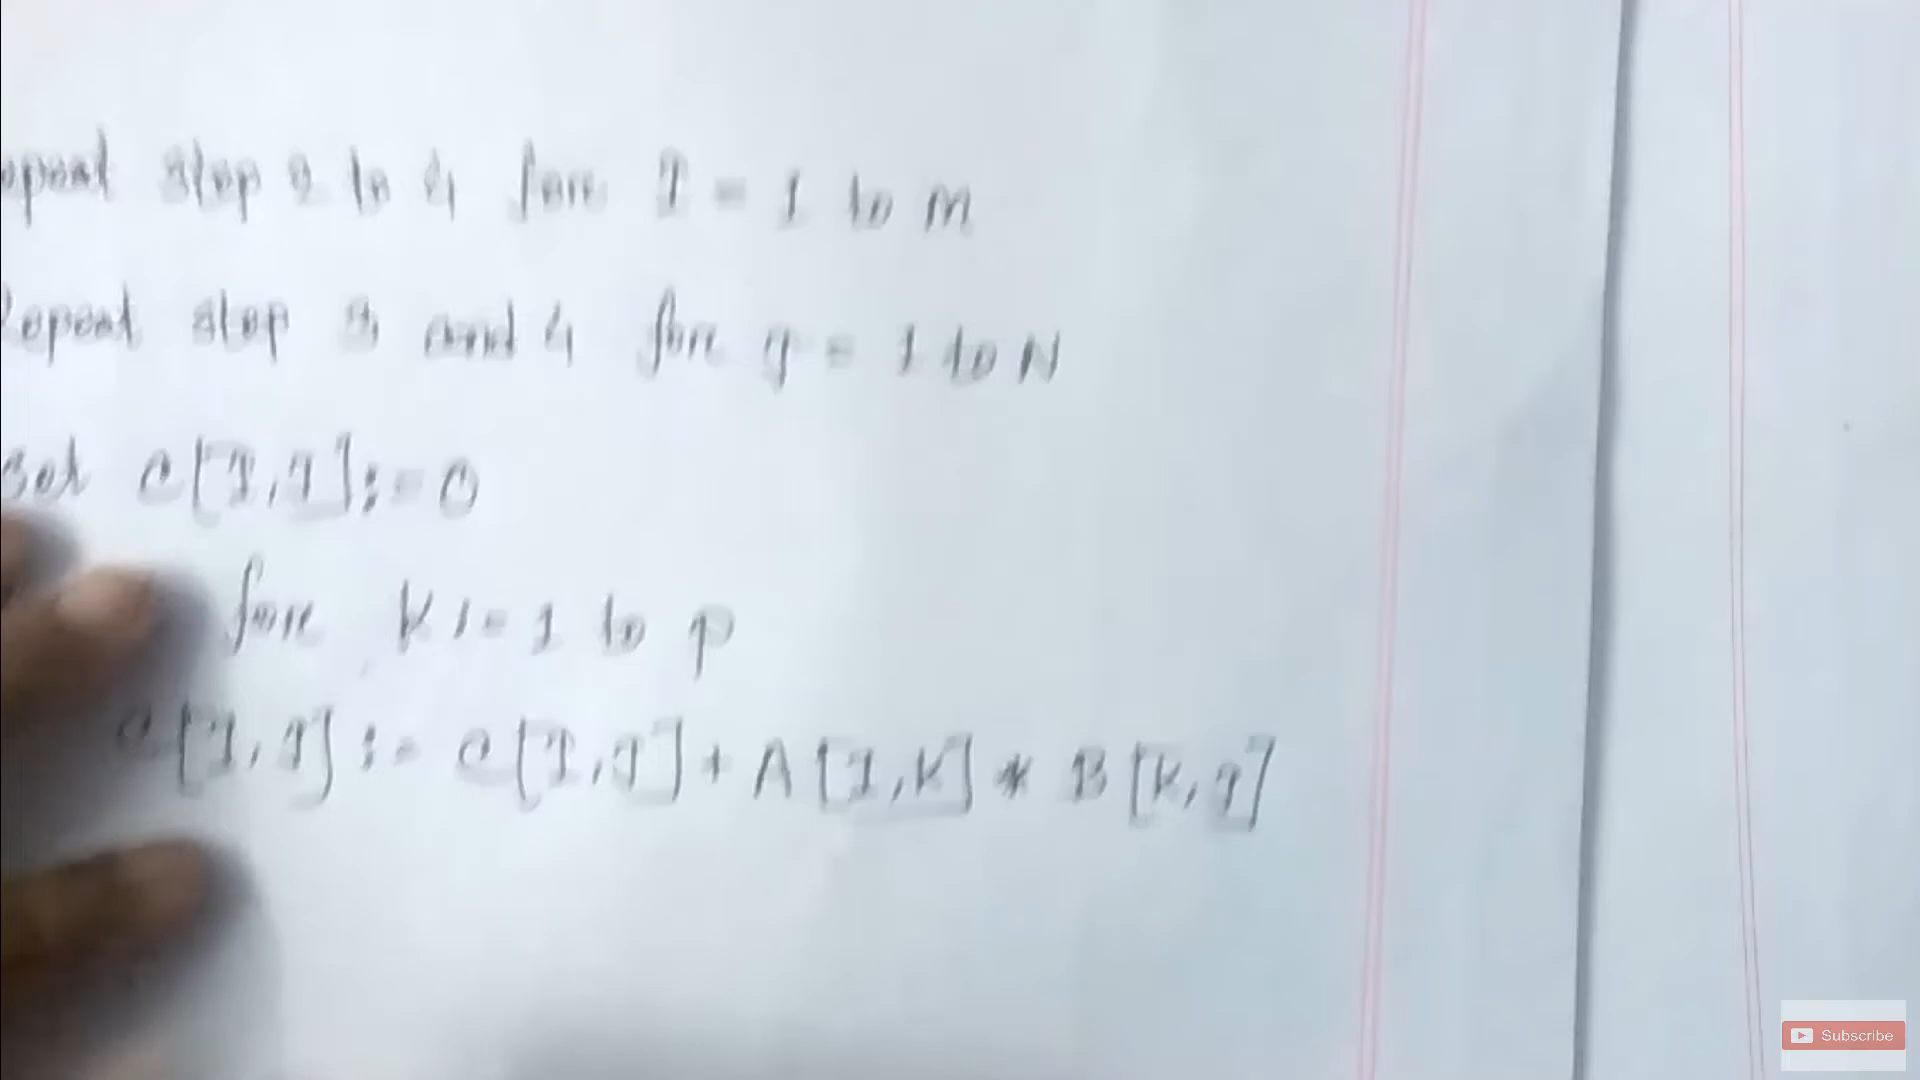 epeat step 2 to 4 for I = 1 to M
Repeat step 3 and 4 for J = 1 to N
set C[I,J]:=0
for K:=1 to p
C[I,J]:= C[I,J]+A[I,K] * B[K,J]
Subscribe